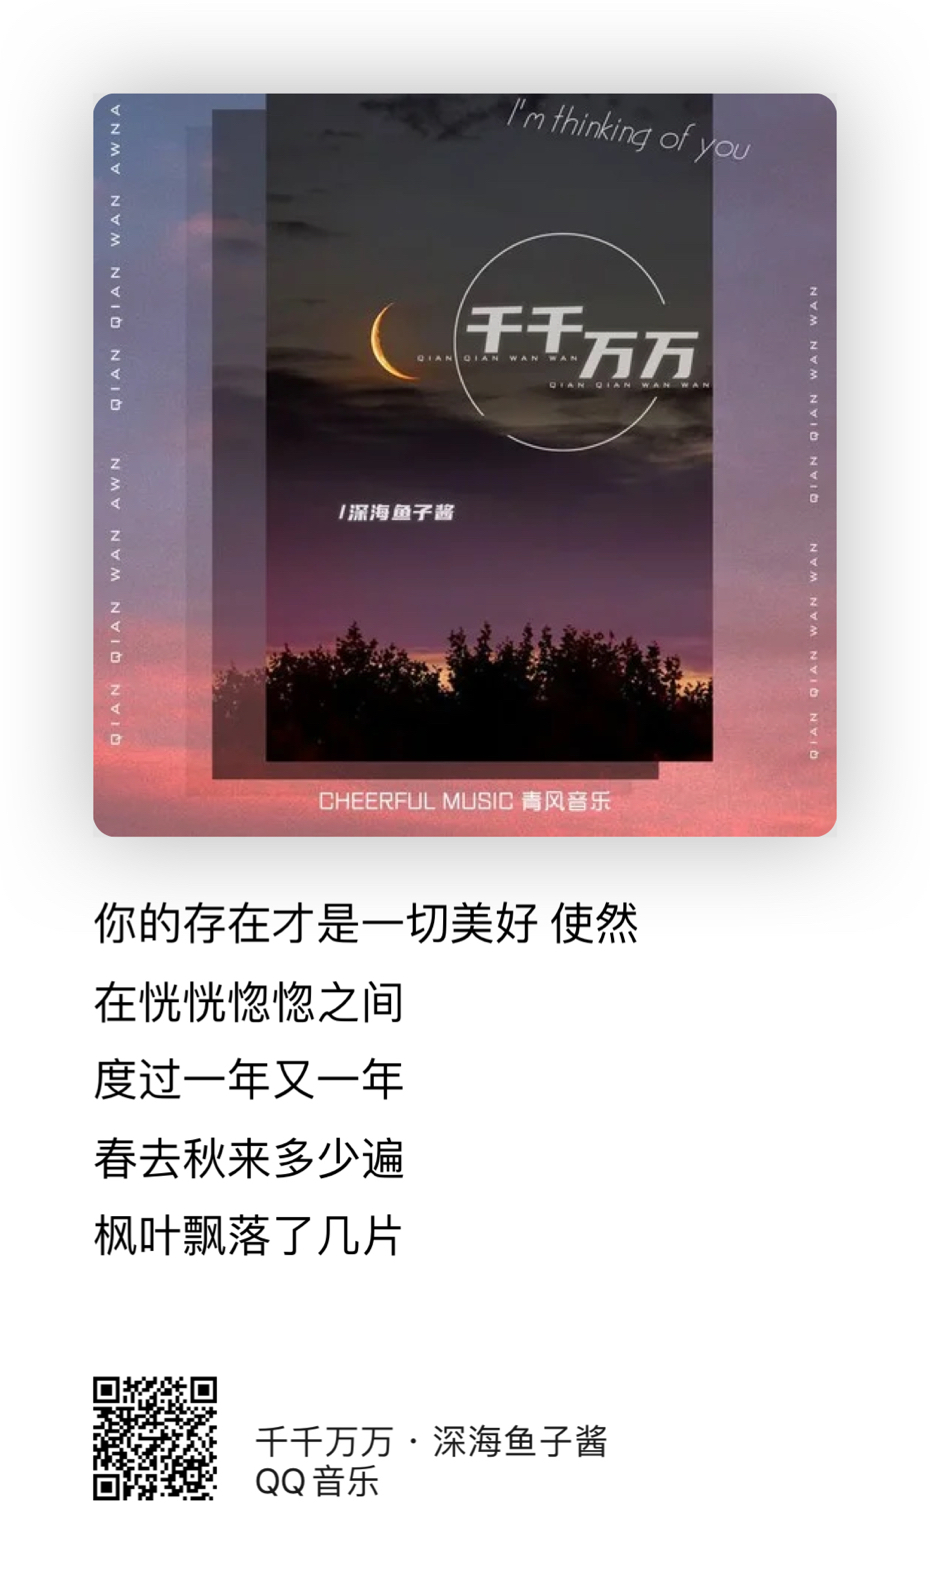 I'm thinking of you
QIAN QIAN WAN AWNA
QIAN QIAN WAN AWN
千千万万
QIAN QIAN WAN WAN
QIAN QIAN WAN WAN
QIAN QIAN WAN WAN
QIAN QIAN WAN WAN
/深海鱼子酱
CHEERFUL MUSIC 青风音乐
你的存在才是一切美好 使然
在恍恍惚惚之间
度过一年又一年
春去秋来多少遍
枫叶飘落了几片
千千万万 · 深海鱼子酱
QQ音乐